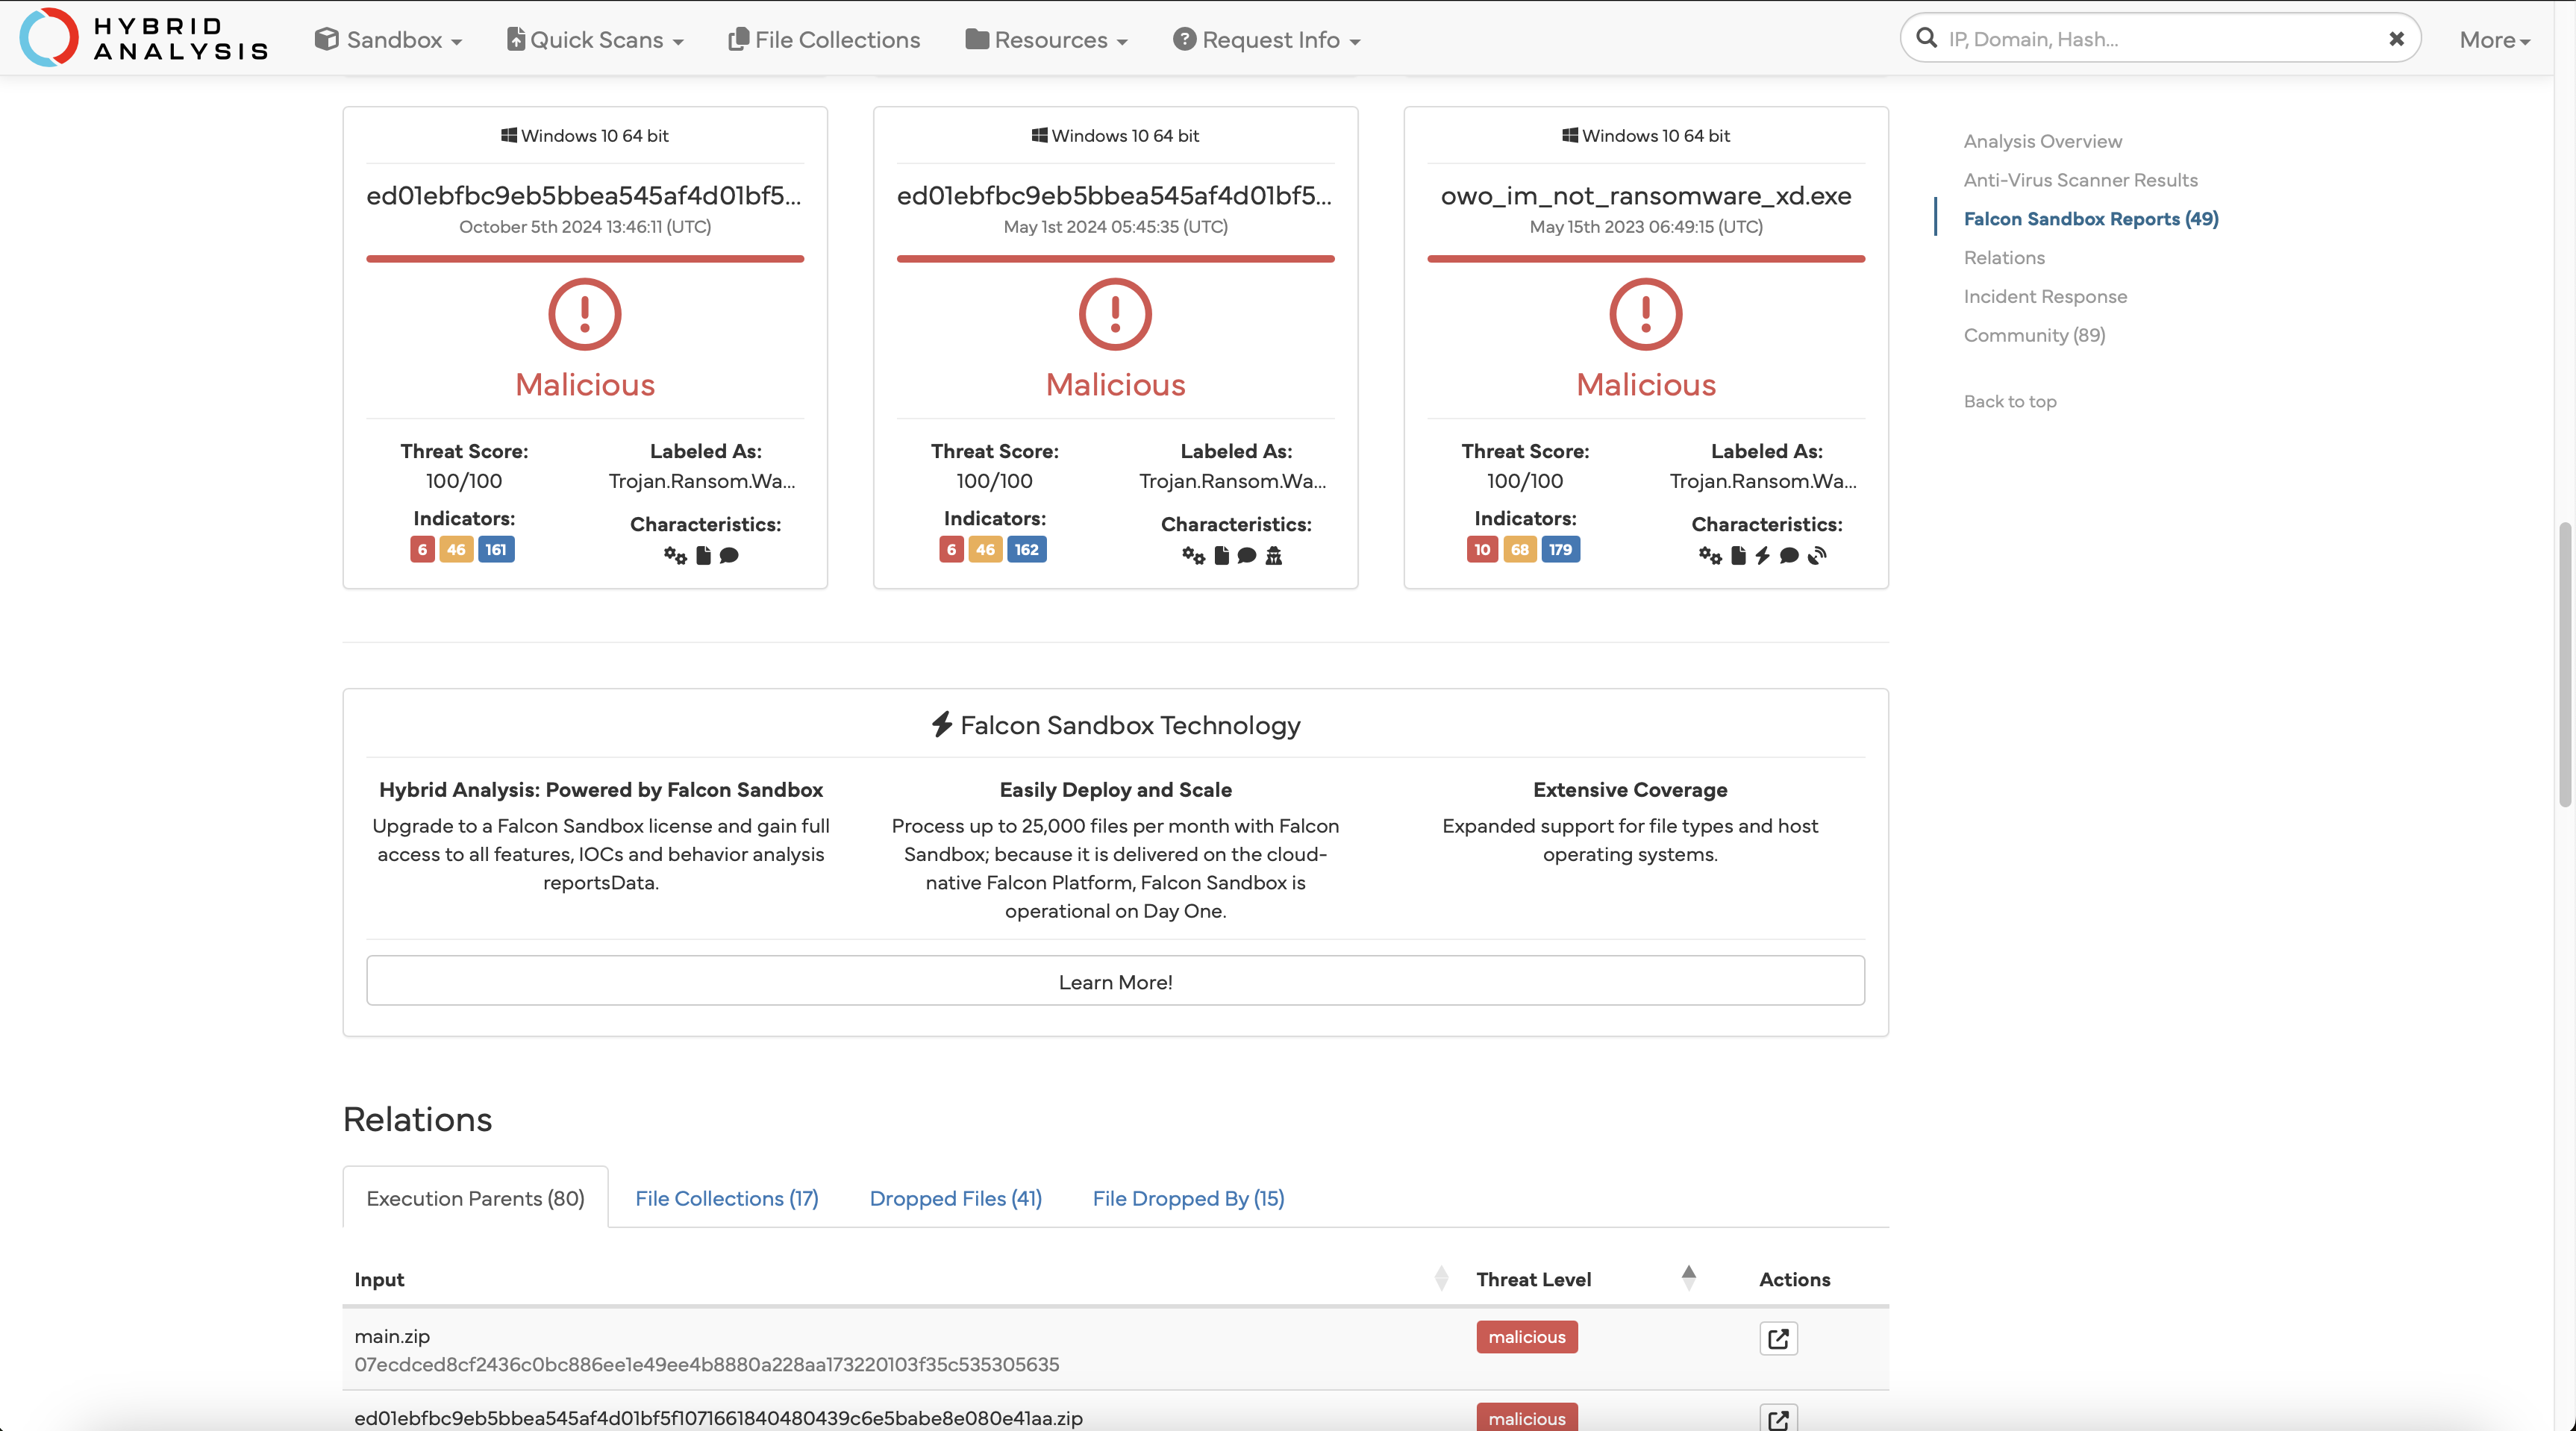 HYBRID
ANALYSIS
Sandbox
Quick Scans
File Collections
Resources
Request Info
IP, Domain, Hash...
More
Windows 10 64 bit
ed01ebfbc9eb5bbea545af4d01bf5...
October 5th 2024 13:46:11 (UTC)
Malicious
Threat Score:
100/100
Labeled As:
Trojan.Ransom.Wa...
Indicators:
6 46 161
Characteristics:
Windows 10 64 bit
ed01ebfbc9eb5bbea545af4d01bf5...
May 1st 2024 05:45:35 (UTC)
Malicious
Threat Score:
100/100
Labeled As:
Trojan.Ransom.Wa...
Indicators:
6 46 162
Characteristics:
Windows 10 64 bit
owo_im_not_ransomware_xd.exe
May 15th 2023 06:49:15 (UTC)
Malicious
Threat Score:
100/100
Labeled As:
Trojan.Ransom.Wa...
Indicators:
10 68 179
Characteristics:
Analysis Overview
Anti-Virus Scanner Results
Falcon Sandbox Reports (49)
Relations
Incident Response
Community (89)
Back to top
Falcon Sandbox Technology
Hybrid Analysis: Powered by Falcon Sandbox
Upgrade to a Falcon Sandbox license and gain full
access to all features, IOCs and behavior analysis
reportsData.
Easily Deploy and Scale
Process up to 25,000 files per month with Falcon
Sandbox; because it is delivered on the cloud-
native Falcon Platform, Falcon Sandbox is
operational on Day One.
Extensive Coverage
Expanded support for file types and host
operating systems.
Learn More!
Relations
Execution Parents (80)
File Collections (17)
Dropped Files (41)
File Dropped By (15)
Input
Threat Level
Actions
main.zip
07ecdced8cf2436c0bc886ee1e49ee4b8880a228aa173220103f35c535305635
malicious
ed01ebfbc9eb5bbea545af4d01bf5f1071661840480439c6e5babe8e080e41aa.zip
malicious